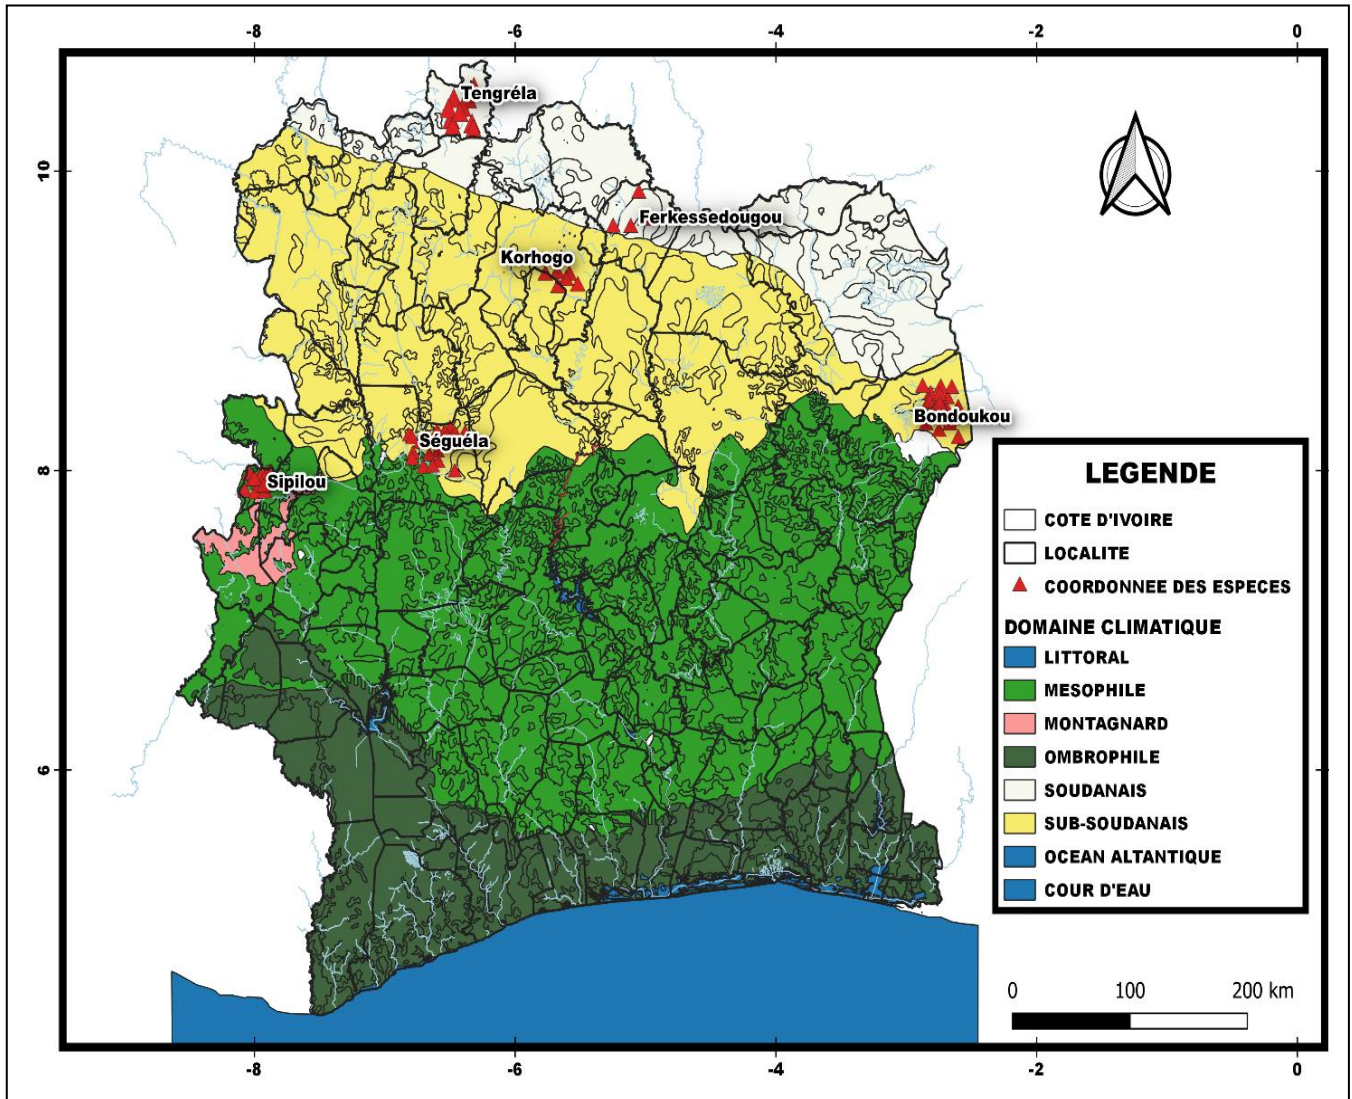 -8 -6 -4 -2 0
10
8
6
Tengréla
Ferkessedougou
Korhogo
Bondoukou
Séguéla
Sipilou
LEGENDE
COTE D'IVOIRE
LOCALITE
COORDONNEE DES ESPECES
DOMAINE CLIMATIQUE
LITTORAL
MESOPHILE
MONTAGNARD
OMBROPHILE
SOUDANAIS
SUB-SOUDANAIS
OCEAN ALTANTIQUE
COUR D'EAU
0 100 200 km
-8 -6 -4 -2 0